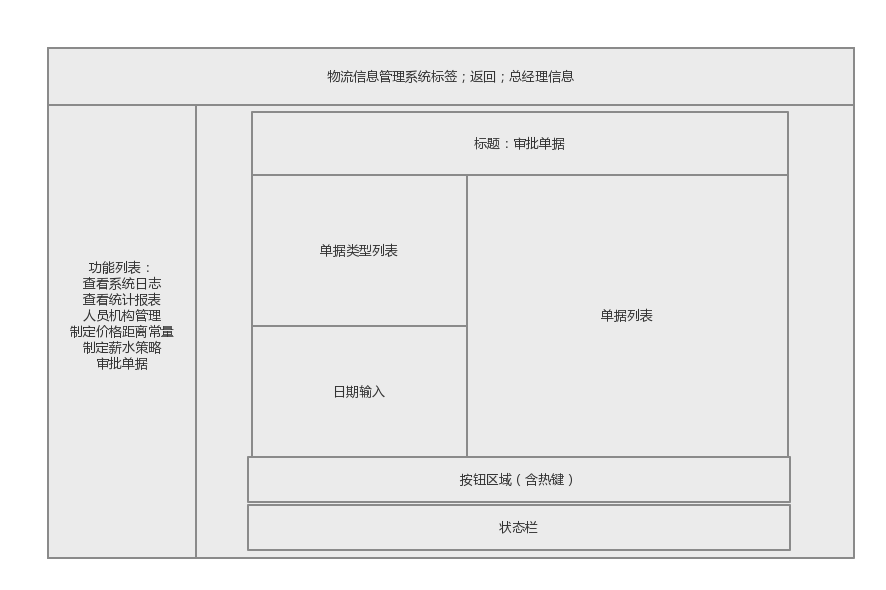 物流信息管理系统标签；返回；总经理信息
标题：审批单据
单据类型列表
功能列表：
查看系统日志
查看统计报表
人员机构管理
制定价格距离常量
制定薪水策略
审批单据
单据列表
日期输入
按钮区域（含热键）
状态栏